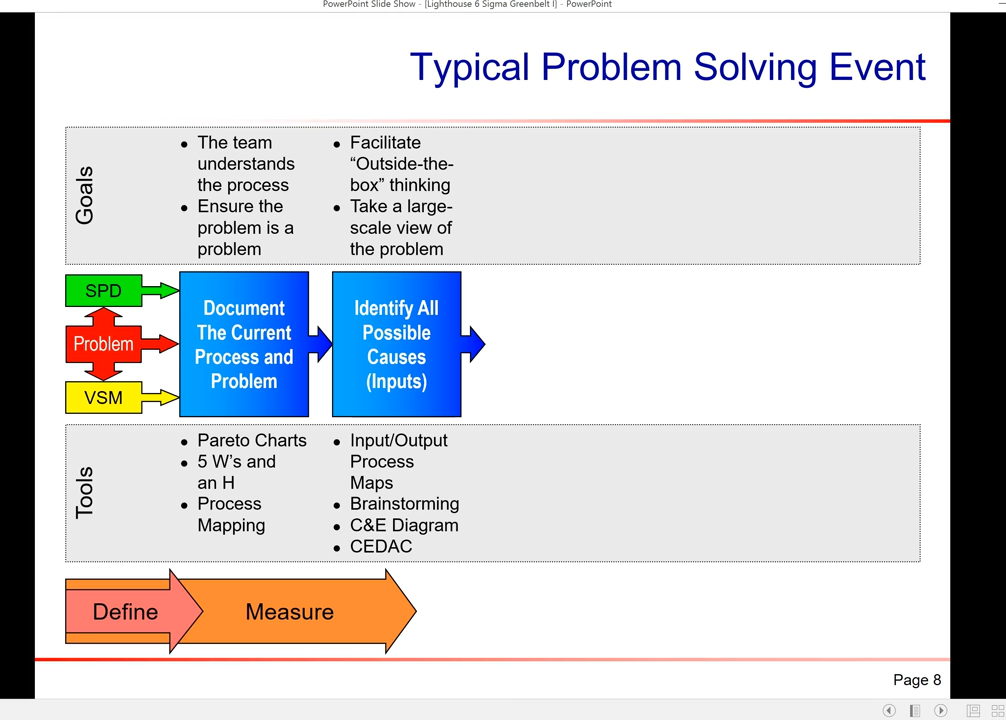 PowerPoint Slide Show - [Lighthouse 6 Sigma Greenbelt I] - PowerPoint
Typical Problem Solving Event
Goals
• The team
understands
the process
• Ensure the
problem is a
problem
• Facilitate
“Outside-the-
box” thinking
• Take a large-
scale view of
the problem
SPD
Problem
VSM
Document
The Current
Process and
Problem
Identify All
Possible
Causes
(Inputs)
Tools
• Pareto Charts
• 5 W’s and
an H
• Process
Mapping
• Input/Output
Process
Maps
• Brainstorming
• C&E Diagram
• CEDAC
Define
Measure
Page 8